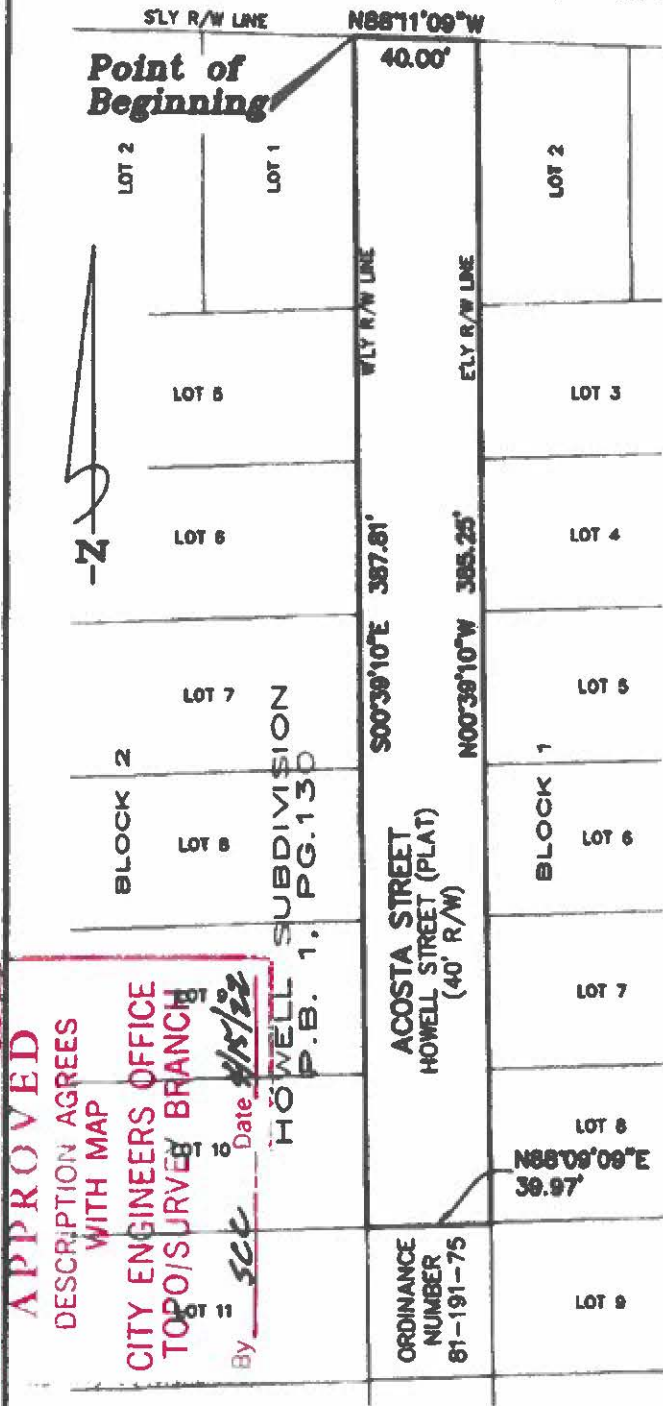 S'LY R/W LINE
N88°11'09"W
40.00'
Point of
Beginning
LOT 2
LOT 1
LOT 2
W'LY R/W LINE
E'LY R/W LINE
-N-
LOT 5
LOT 3
LOT 6
S00°39'10"E 387.81'
N00°39'10"W 385.25'
LOT 4
LOT 7
LOT 5
BLOCK 2
LOT 8
HOWELL SUBDIVISION
P.B. 1, PG.130
ACOSTA STREET
HOWELL STREET (PLAT)
(40' R/W)
BLOCK 1
LOT 6
LOT 9
LOT 7
LOT 10
LOT 8
N88°09'09"E
39.97'
LOT 11
ORDINANCE
NUMBER
81-191-75
LOT 9
APPROVED
DESCRIPTION AGREES
WITH MAP
CITY ENGINEERS OFFICE
TOPO/SURVEY BRANCH
By SCC Date 4/15/22